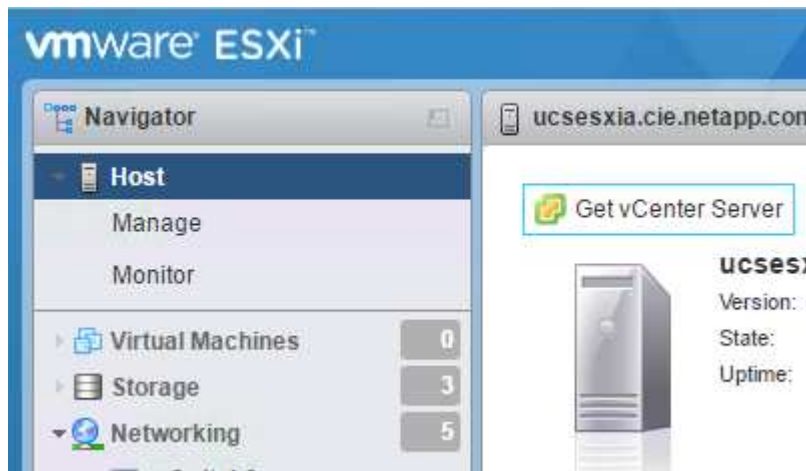 vmware ESXi™
Navigator
Host
Manage
Monitor
Virtual Machines 0
Storage 3
Networking 5
ucsesxia.cie.netapp.com
Get vCenter Server
Version:
State:
Uptime: